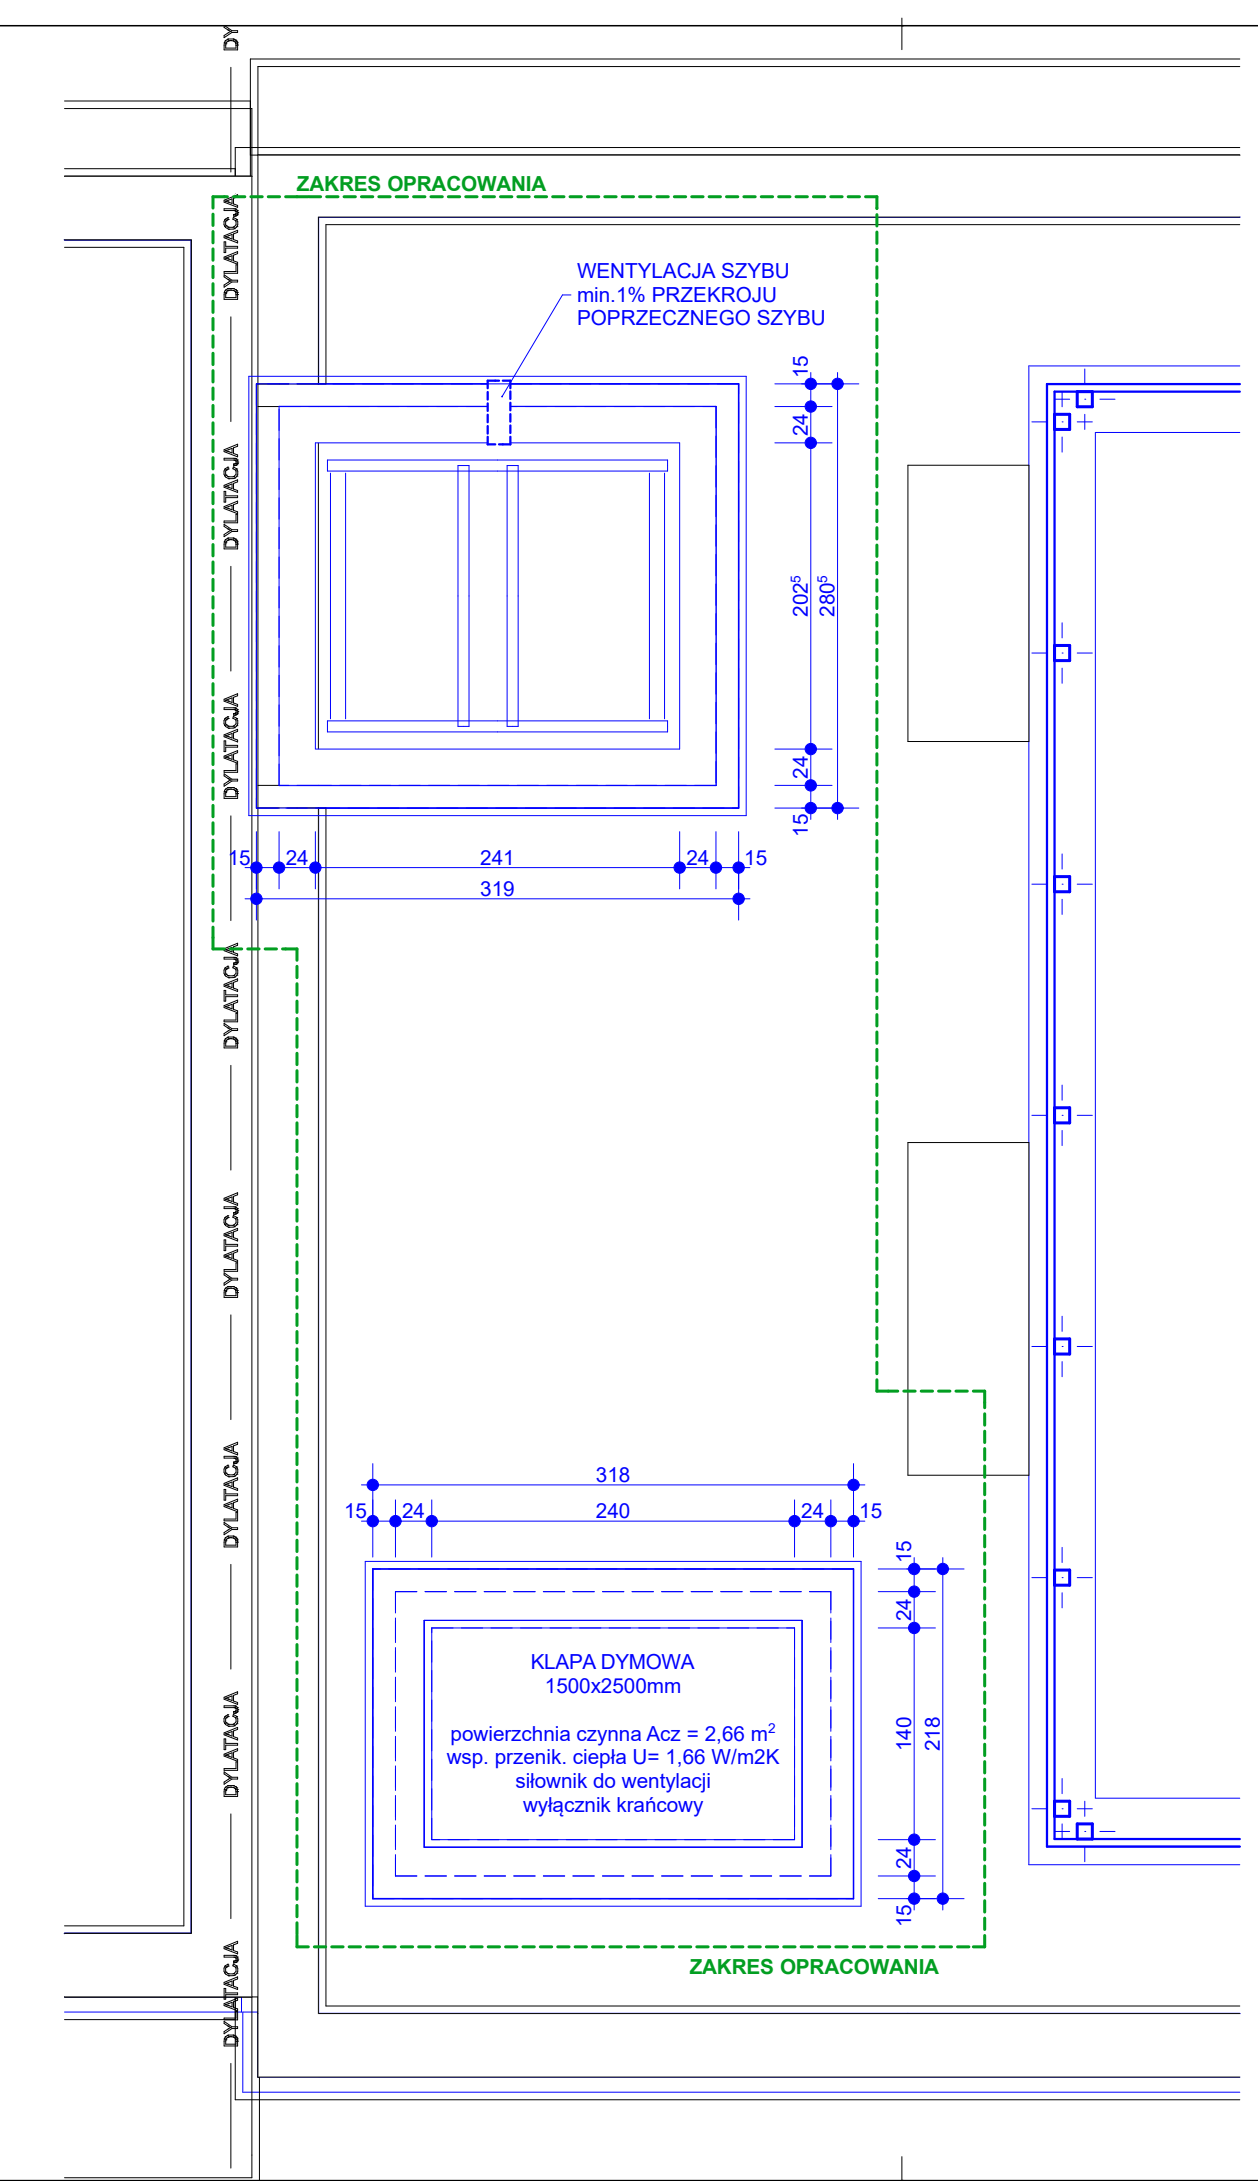 DY
ZAKRES OPRACOWANIA
DYLATACJA
WENTYLACJA SZYBU
min.1% PRZEKROJU
POPRZECZNEGO SZYBU
15
24
202⁵
280⁵
24
15
DYLATACJA
DYLATACJA
15 24 241 24 15
319
DYLATACJA
DYLATACJA
DYLATACJA
318
15 24 240 24 15
15
24
140
218
24
15
KLAPA DYMOWA
1500x2500mm
powierzchnia czynna Acz = 2,66 m²
wsp. przenik. ciepła U= 1,66 W/m2K
siłownik do wentylacji
wyłącznik krańcowy
DYLATACJA
ZAKRES OPRACOWANIA
DYLATACJA